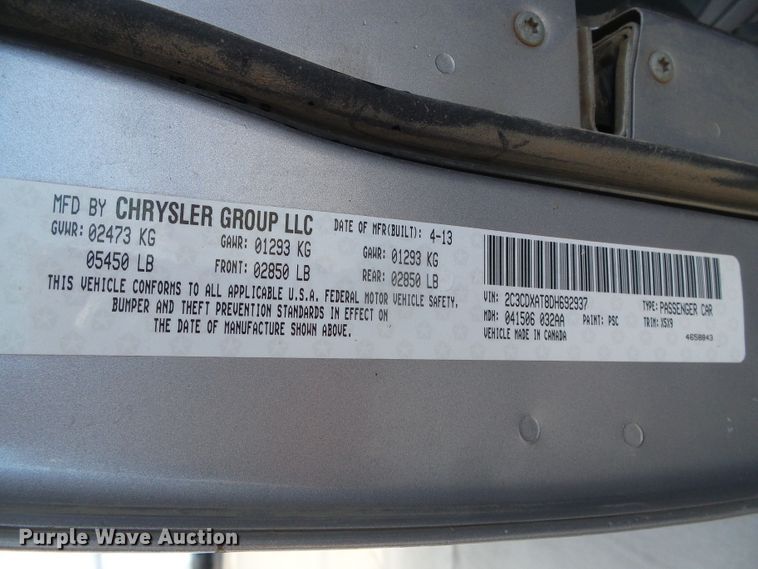 MFD BY CHRYSLER GROUP LLC DATE OF MFR(BUILT): 4-13
GVWR: 02473 KG GAWR: 01293 KG GAWR: 01293 KG
05450 LB FRONT: 02850 LB REAR: 02850 LB
THIS VEHICLE CONFORMS TO ALL APPLICABLE U.S.A. FEDERAL MOTOR VEHICLE SAFETY,
BUMPER AND THEFT PREVENTION STANDARDS IN EFFECT ON
THE DATE OF MANUFACTURE SHOWN ABOVE.
VIN: 2C3CDXAT8DH692937 TYPE: PASSENGER CAR
MDH: 041506 032AA PAINT: PSC TRIM: X5X9
VEHICLE MADE IN CANADA 4658843
Purple Wave Auction